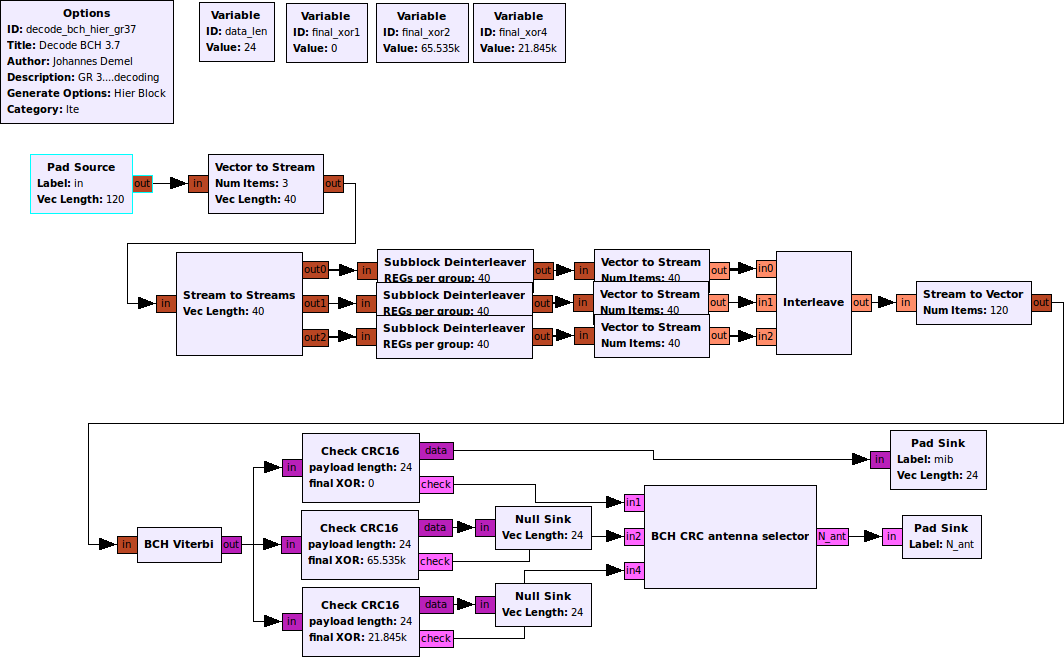 Options
ID: decode_bch_hier_gr37
Title: Decode BCH 3.7
Author: Johannes Demel
Description: GR 3....decoding
Generate Options: Hier Block
Category: lte
Variable
ID: data_len
Value: 24
Variable
ID: final_xor1
Value: 0
Variable
ID: final_xor2
Value: 65.535k
Variable
ID: final_xor4
Value: 21.845k
Pad Source
Label: in
Vec Length: 120
out
in
Vector to Stream
Num Items: 3
Vec Length: 40
out
in
Stream to Streams
Vec Length: 40
out0
out1
out2
in
Subblock Deinterleaver
REGs per group: 40
out
in
Subblock Deinterleaver
REGs per group: 40
out
in
Subblock Deinterleaver
REGs per group: 40
out
in
Vector to Stream
Num Items: 40
out
in
Vector to Stream
Num Items: 40
out
in
Vector to Stream
Num Items: 40
out
in0
in1
in2
Interleave
out
in
Stream to Vector
Num Items: 120
out
in
BCH Viterbi
out
in
Check CRC16
payload length: 24
final XOR: 0
data
check
in
Check CRC16
payload length: 24
final XOR: 65.535k
data
check
in
Check CRC16
payload length: 24
final XOR: 21.845k
data
check
in
Null Sink
Vec Length: 24
in
Null Sink
Vec Length: 24
in1
in2
in4
BCH CRC antenna selector
N_ant
in
Pad Sink
Label: mib
Vec Length: 24
in
Pad Sink
Label: N_ant